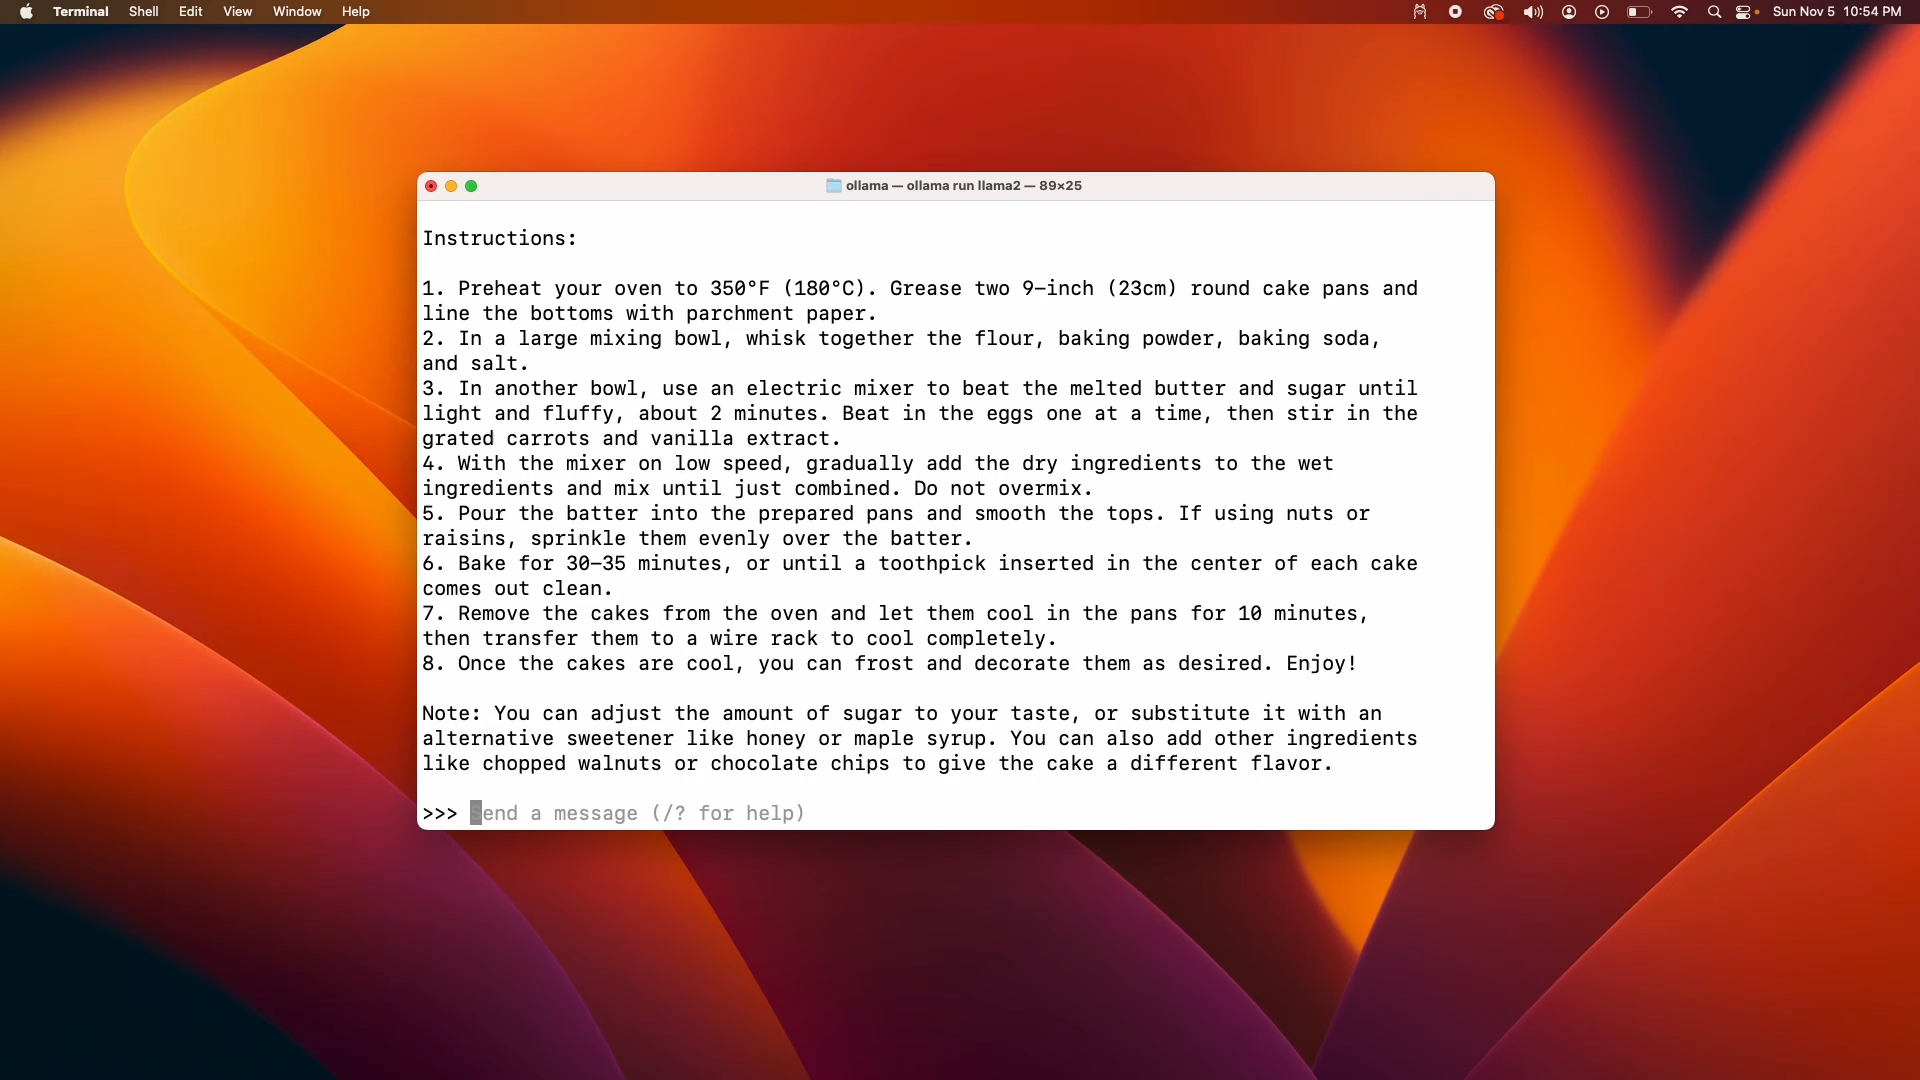 Terminal Shell Edit View Window Help Sun Nov 5 10:54 PM
ollama — ollama run llama2 — 89×25
Instructions:
1. Preheat your oven to 350°F (180°C). Grease two 9-inch (23cm) round cake pans and
line the bottoms with parchment paper.
2. In a large mixing bowl, whisk together the flour, baking powder, baking soda,
and salt.
3. In another bowl, use an electric mixer to beat the melted butter and sugar until
light and fluffy, about 2 minutes. Beat in the eggs one at a time, then stir in the
grated carrots and vanilla extract.
4. With the mixer on low speed, gradually add the dry ingredients to the wet
ingredients and mix until just combined. Do not overmix.
5. Pour the batter into the prepared pans and smooth the tops. If using nuts or
raisins, sprinkle them evenly over the batter.
6. Bake for 30-35 minutes, or until a toothpick inserted in the center of each cake
comes out clean.
7. Remove the cakes from the oven and let them cool in the pans for 10 minutes,
then transfer them to a wire rack to cool completely.
8. Once the cakes are cool, you can frost and decorate them as desired. Enjoy!
Note: You can adjust the amount of sugar to your taste, or substitute it with an
alternative sweetener like honey or maple syrup. You can also add other ingredients
like chopped walnuts or chocolate chips to give the cake a different flavor.
>>> Send a message (/? for help)